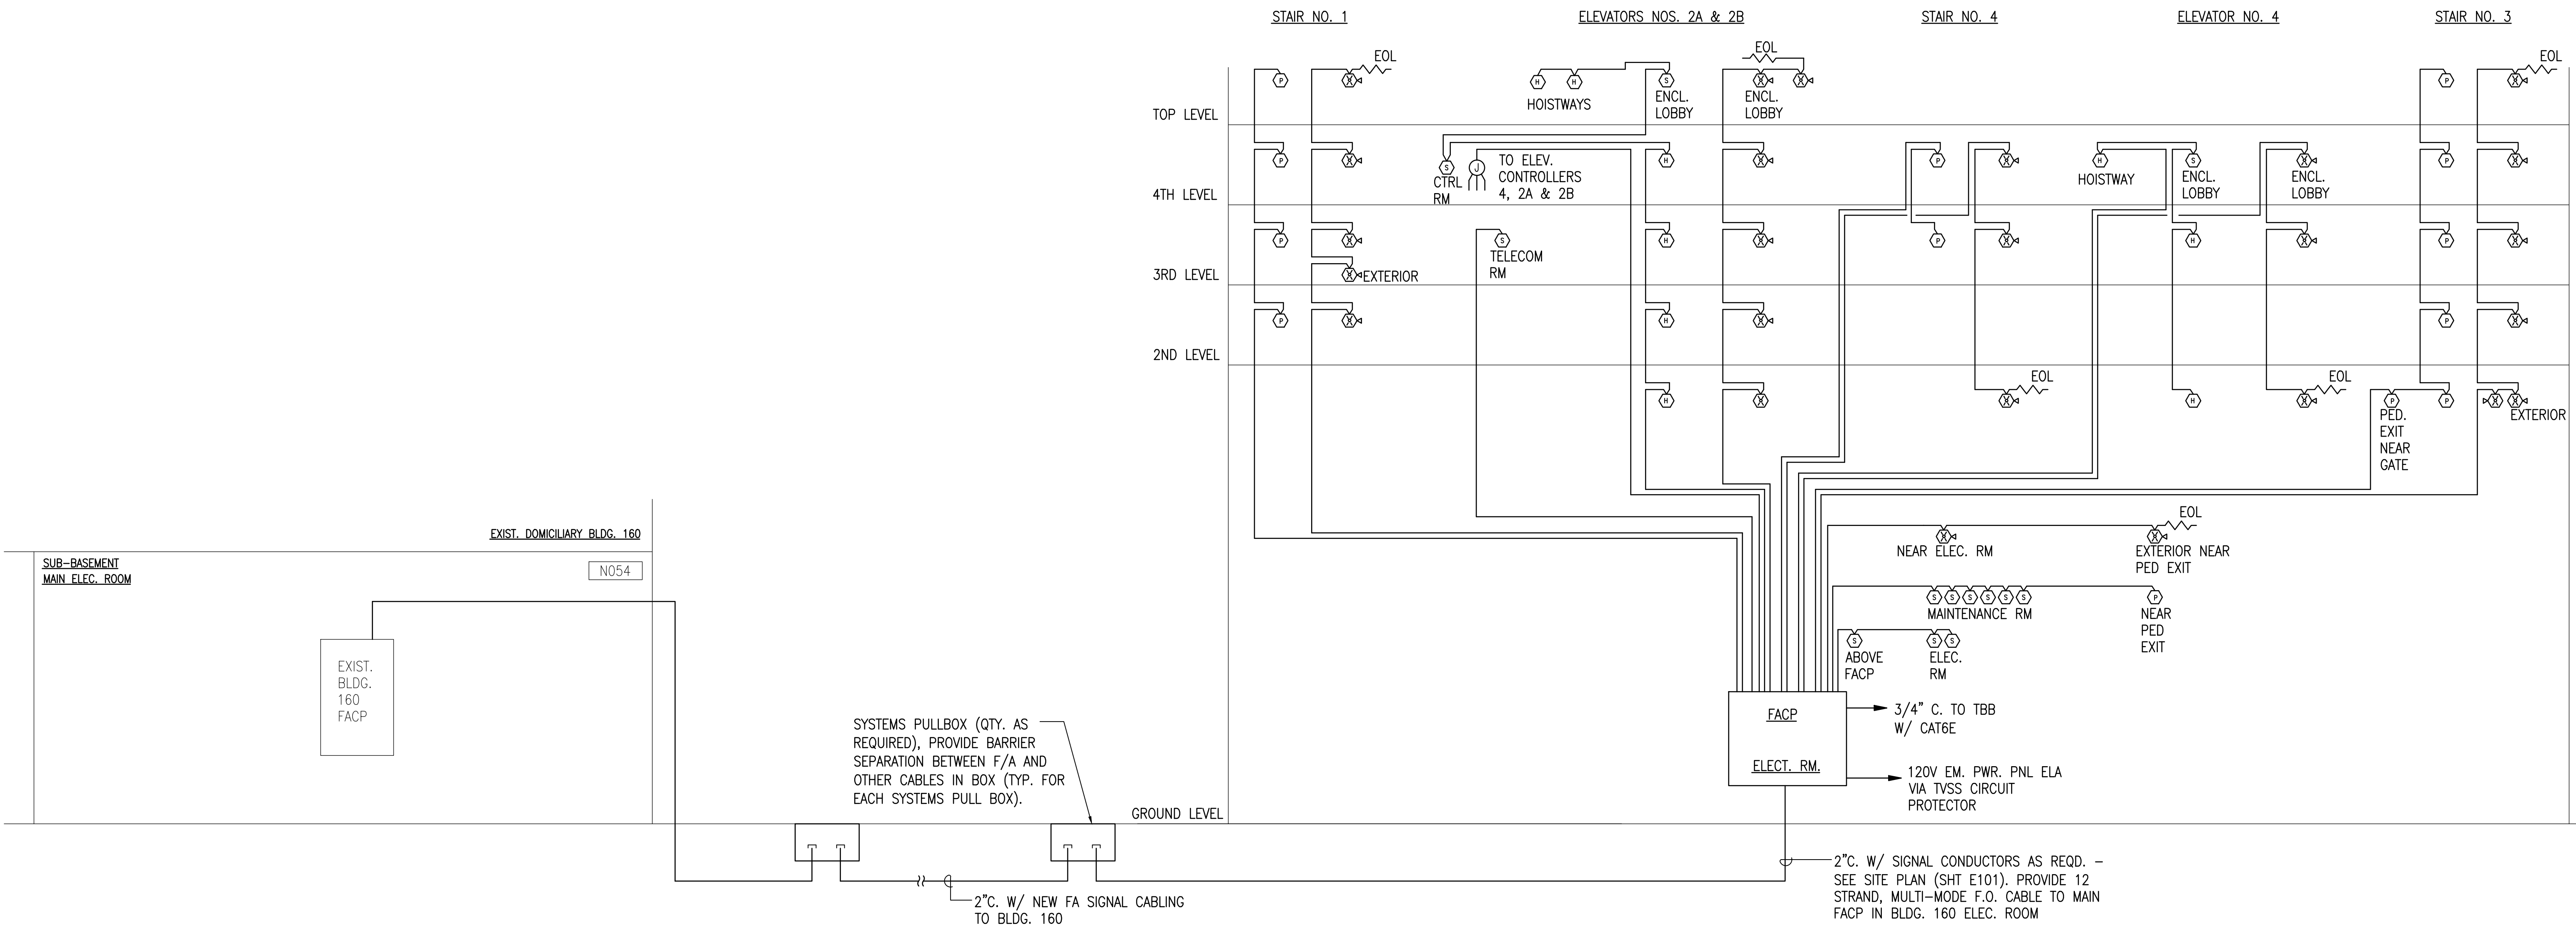 STAIR NO. 1
ELEVATORS NOS. 2A & 2B
STAIR NO. 4
ELEVATOR NO. 4
STAIR NO. 3
EOL
EOL
EOL
P
H
H
S
P
HOISTWAYS
ENCL.
LOBBY
ENCL.
LOBBY
TOP LEVEL
P
S
CTRL
RM
J
TO ELEV.
CONTROLLERS
4, 2A & 2B
H
P
H
HOISTWAY
S
ENCL.
LOBBY
ENCL.
LOBBY
P
4TH LEVEL
P
S
TELECOM
RM
H
P
H
P
EXTERIOR
3RD LEVEL
P
H
P
2ND LEVEL
EOL
EOL
H
H
P
PED.
EXIT
NEAR
GATE
P
EXTERIOR
EOL
NEAR ELEC. RM
EXTERIOR NEAR
PED EXIT
S S S S S S
MAINTENANCE RM
P
NEAR
PED
EXIT
S
ABOVE
FACP
S S
ELEC.
RM
EXIST. DOMICILIARY BLDG. 160
SUB-BASEMENT
MAIN ELEC. ROOM
N054
EXIST.
BLDG.
160
FACP
FACP
ELECT. RM.
3/4" C. TO TBB
W/ CAT6E
120V EM. PWR. PNL ELA
VIA TVSS CIRCUIT
PROTECTOR
SYSTEMS PULLBOX (QTY. AS
REQUIRED), PROVIDE BARRIER
SEPARATION BETWEEN F/A AND
OTHER CABLES IN BOX (TYP. FOR
EACH SYSTEMS PULL BOX).
GROUND LEVEL
2"C. W/ NEW FA SIGNAL CABLING
TO BLDG. 160
2"C. W/ SIGNAL CONDUCTORS AS REQD. -
SEE SITE PLAN (SHT E101). PROVIDE 12
STRAND, MULTI-MODE F.O. CABLE TO MAIN
FACP IN BLDG. 160 ELEC. ROOM